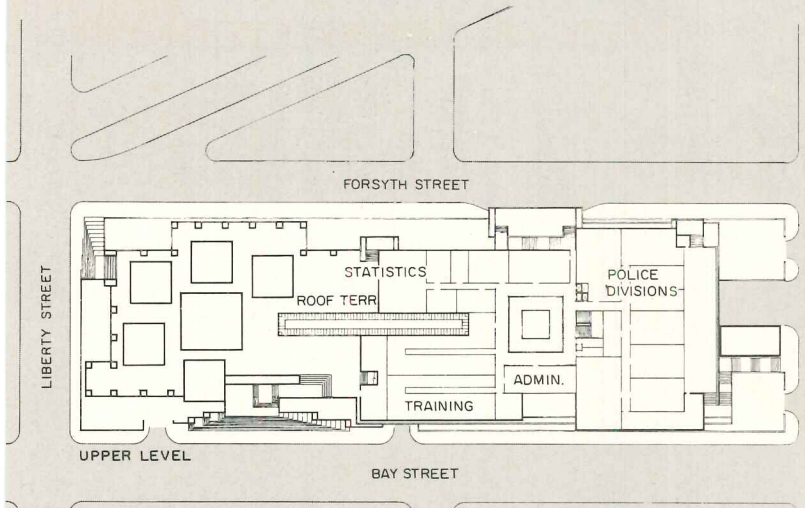 FORSYTH STREET
LIBERTY STREET
STATISTICS
POLICE
DIVISIONS
ROOF TERR
ADMIN.
TRAINING
UPPER LEVEL
BAY STREET